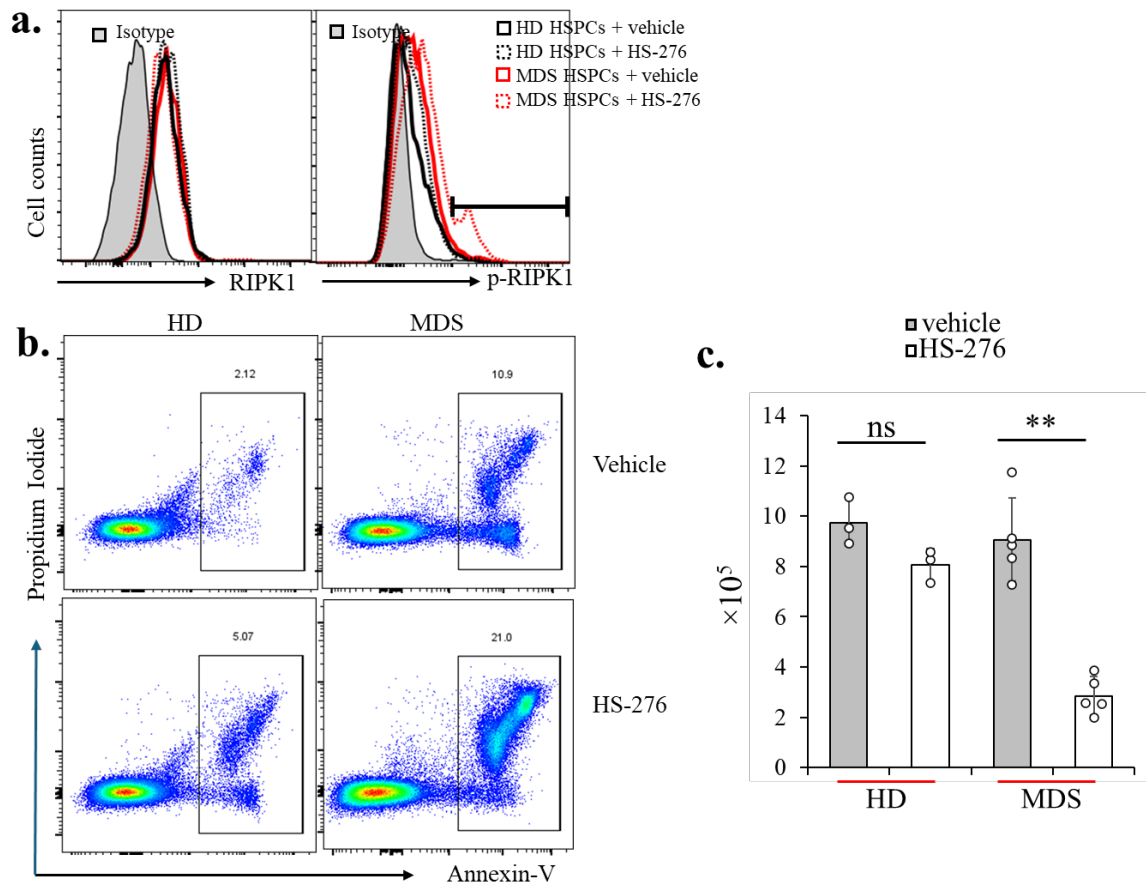 a.
Isotype
Isotype
HD HSPCs + vehicle
HD HSPCs + HS-276
MDS HSPCs + vehicle
MDS HSPCs + HS-276
Cell counts
RIPK1
p-RIPK1
b.
HD
MDS
2.12
10.9
Vehicle
5.07
21.0
HS-276
Propidium Iodide
Annexin-V
c.
vehicle
HS-276
ns
**
14
12
10
8
6
4
2
0
×10⁵
HD
MDS